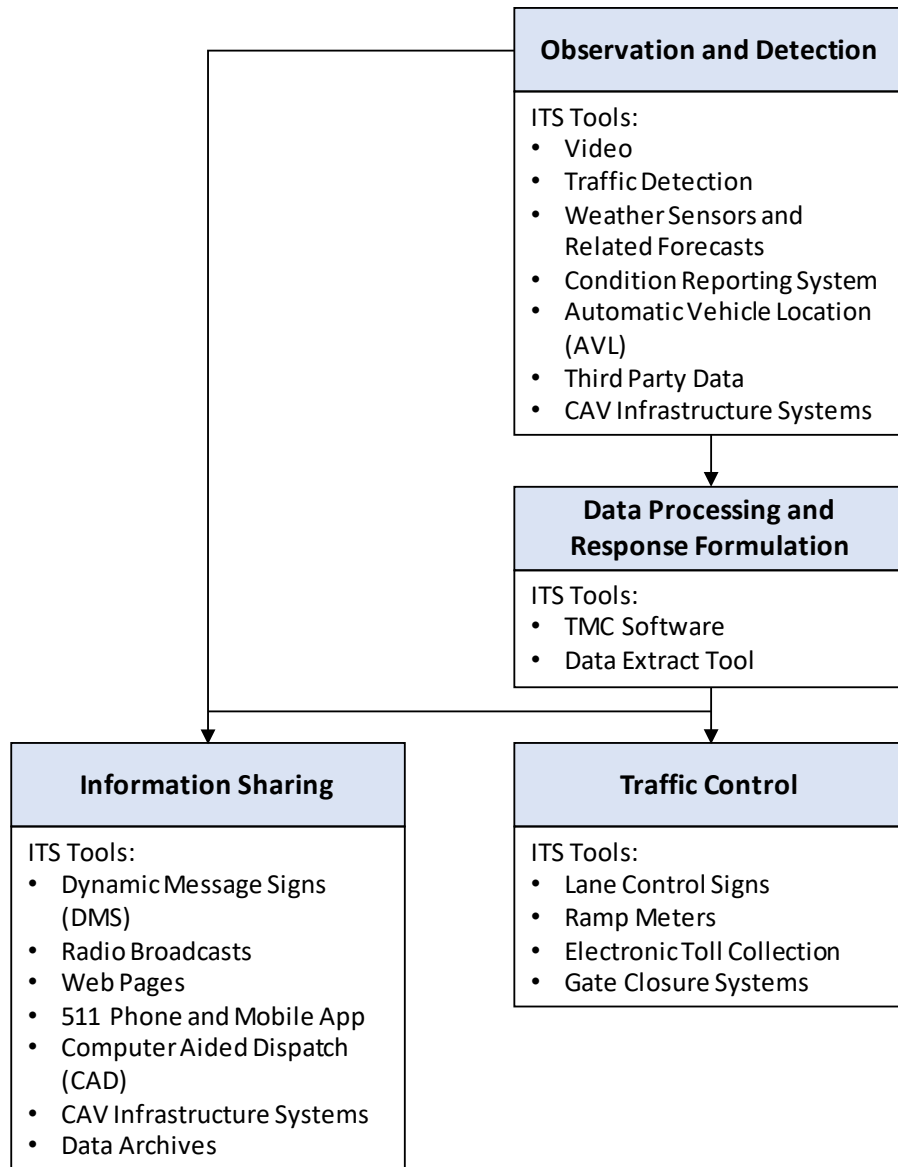 Observation and Detection
ITS Tools:
• Video
• Traffic Detection
• Weather Sensors and
Related Forecasts
• Condition Reporting System
• Automatic Vehicle Location
(AVL)
• Third Party Data
• CAV Infrastructure Systems
Data Processing and
Response Formulation
ITS Tools:
• TMC Software
• Data Extract Tool
Information Sharing
ITS Tools:
• Dynamic Message Signs
(DMS)
• Radio Broadcasts
• Web Pages
• 511 Phone and Mobile App
• Computer Aided Dispatch
(CAD)
• CAV Infrastructure Systems
• Data Archives
Traffic Control
ITS Tools:
• Lane Control Signs
• Ramp Meters
• Electronic Toll Collection
• Gate Closure Systems